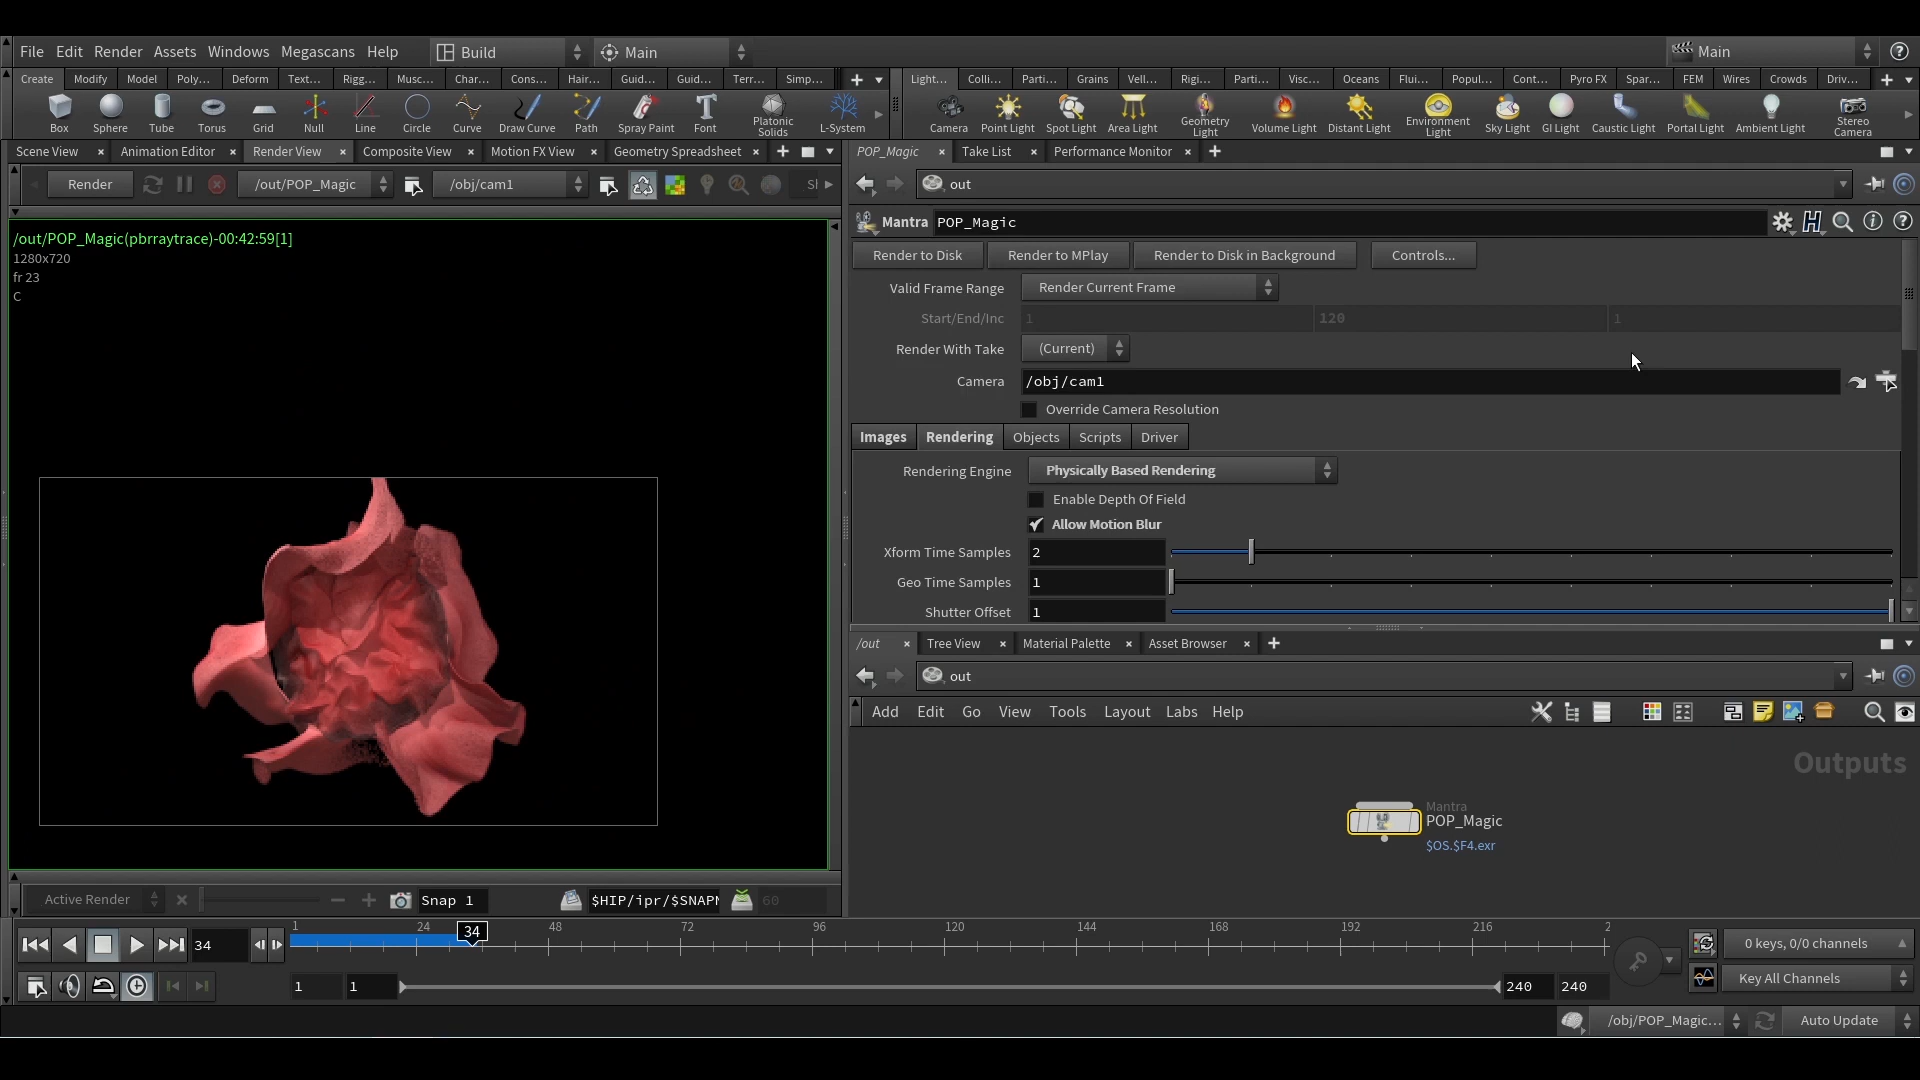 File Edit Render Assets Windows Megascans Help Build Main Main
Create Modify Model Poly... Deform Text... Rigg... Musc... Char... Cons... Hair... Guid... Guid... Terr... Simp...
Light... Colli... Parti... Grains Vell... Rigi... Parti... Visc... Oceans Flui... Popul... Cont... Pyro FX Spar... FEM Wires Crowds Driv...
Box Sphere Tube Torus Grid Null Line Circle Curve Draw Curve Path Spray Paint Font Platonic Solids L-System
Camera Point Light Spot Light Area Light Geometry Light Volume Light Distant Light Environment Light Sky Light GI Light Caustic Light Portal Light Ambient Light Stereo Camera
Scene View Animation Editor Render View Composite View Motion FX View Geometry Spreadsheet
Render /out/POP_Magic /obj/cam1
/out/POP_Magic(pbrraytrace)-00:42:59[1]
1280x720
fr 23
C
Active Render Snap 1 $HIP/ipr/$SNAPN 60
POP_Magic Take List Performance Monitor
out
Mantra POP_Magic
Render to Disk Render to MPlay Render to Disk in Background Controls...
Valid Frame Range Render Current Frame
Start/End/Inc 1 120 1
Render With Take (Current)
Camera /obj/cam1
Override Camera Resolution
Images Rendering Objects Scripts Driver
Rendering Engine Physically Based Rendering
Enable Depth Of Field
Allow Motion Blur
Xform Time Samples 2
Geo Time Samples 1
Shutter Offset 1
/out Tree View Material Palette Asset Browser
out
Add Edit Go View Tools Layout Labs Help
Outputs
Mantra
POP_Magic
$OS.$F4.exr
34 1 24 34 48 72 96 120 144 168 192 216 2
0 keys, 0/0 channels
1 1 240 240 Key All Channels
/obj/POP_Magic... Auto Update